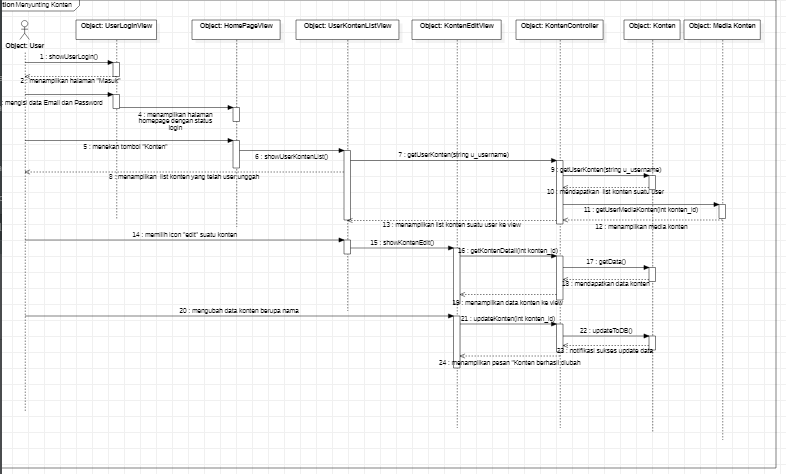 tion Menyunting Konten
Object: UserLoginView
Object: HomePageView
Object: UserKontenListView
Object: KontenEditView
Object: KontenController
Object: Konten
Object: Media Konten
Object: User
1 : showUserLogin()
2 : menampilkan halaman "Masuk"
: mengisi data Email dan Password
4 : menampilkan halaman
homepage dengan status
login
5 : menekan tombol "Konten"
6 : showUserKontenList()
7 : getUserKonten(string u_username)
8 : menampilkan list konten yang telah user unggah
9 : getUserKonten(string u_username)
10 : mendapatkan list konten suatu user
11 : getUserMediaKonten(int konten_id)
12 : menampilkan media konten
13 : menampilkan list konten suatu user ke view
14 : memilih icon "edit" suatu konten
15 : showKontenEdit()
16 : getKontenDetail(int konten_id)
17 : getData()
18 : mendapatkan data konten
19 : menampilkan data konten ke view
20 : mengubah data konten berupa nama
21 : updateKonten(int konten_id)
22 : updateToDB()
23 : notifikasi sukses update data
24 : menampilkan pesan "Konten berhasil diubah